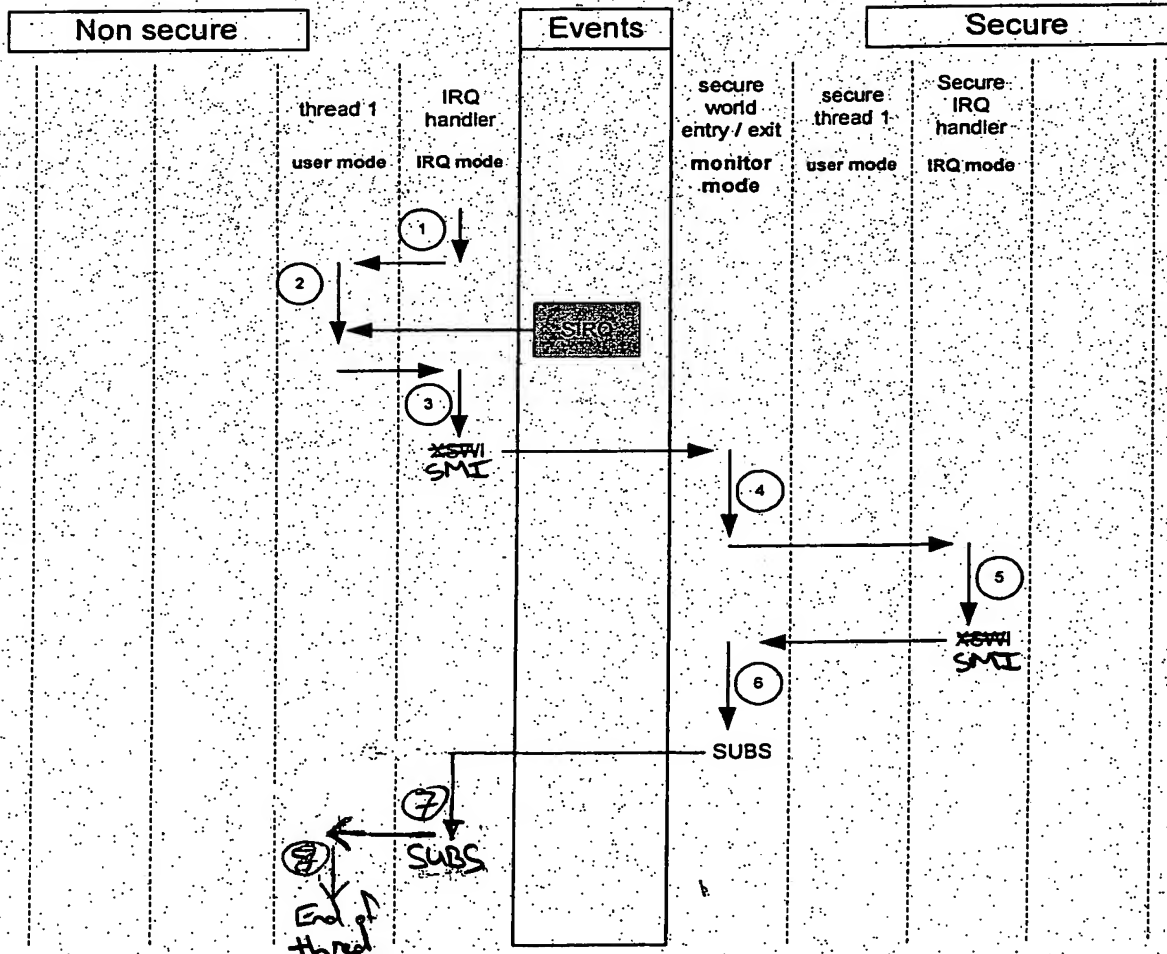 Non secure
Events
Secure
thread 1
user mode
IRQ
handler
IRQ mode
secure
world
entry / exit
monitor
mode
secure
thread 1
user mode
Secure
IRQ
handler
IRQ mode
1
2
SIRQ
3
XSWI
SMI
4
5
XSWI
SMI
6
SUBS
7
SUBS
8
End of
thread